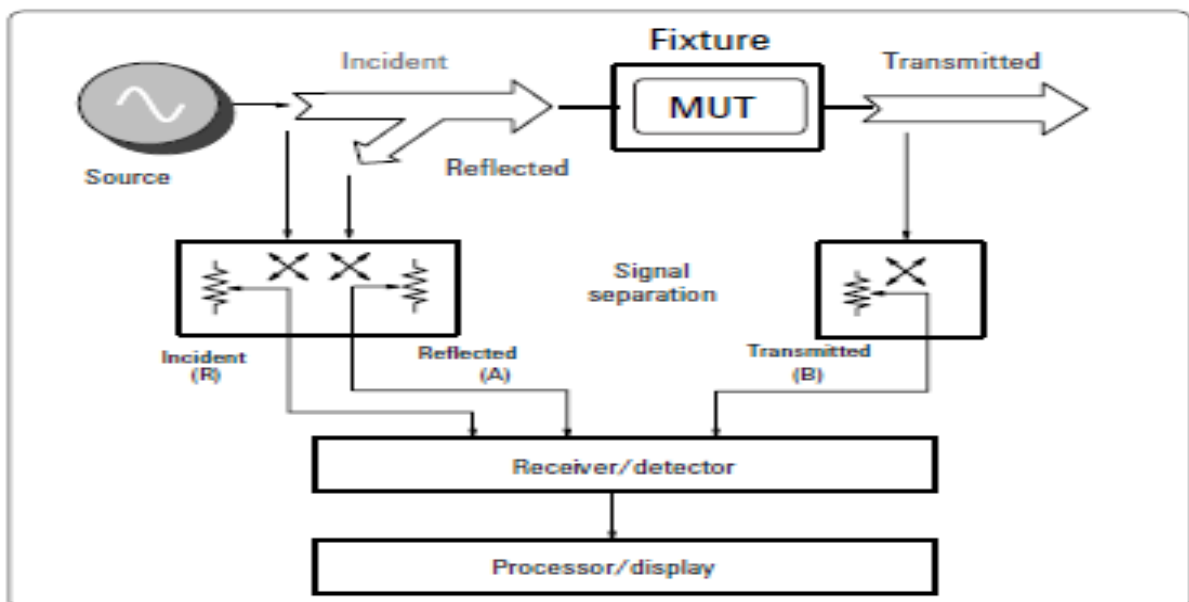 Fixture
Incident
Transmitted
MUT
Reflected
Source
Signal
separation
Incident
(R)
Reflected
(A)
Transmitted
(B)
Receiver/detector
Processor/display